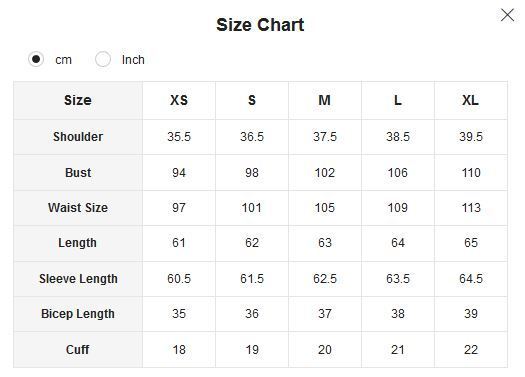 Size Chart
cm Inch
Size XS S M L XL
Shoulder 35.5 36.5 37.5 38.5 39.5
Bust 94 98 102 106 110
Waist Size 97 101 105 109 113
Length 61 62 63 64 65
Sleeve Length 60.5 61.5 62.5 63.5 64.5
Bicep Length 35 36 37 38 39
Cuff 18 19 20 21 22